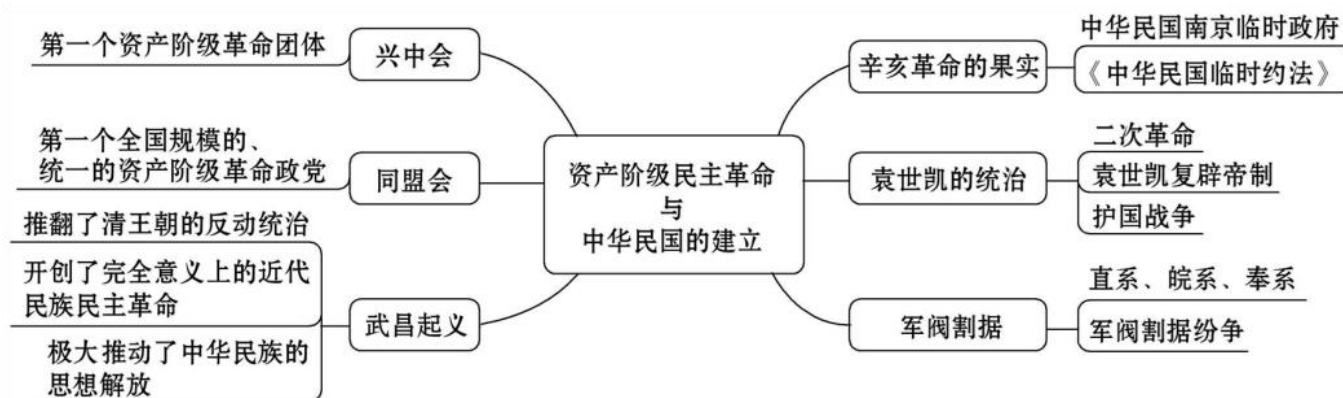 第一个资产阶级革命团体
兴中会
第一个全国规模的、
统一的资产阶级革命政党
同盟会
推翻了清王朝的反动统治
开创了完全意义上的近代
民族民主革命
极大推动了中华民族的
思想解放
武昌起义
资产阶级民主革命
与
中华民国的建立
辛亥革命的果实
中华民国南京临时政府
《中华民国临时约法》
袁世凯的统治
二次革命
袁世凯复辟帝制
护国战争
军阀割据
直系、皖系、奉系
军阀割据纷争